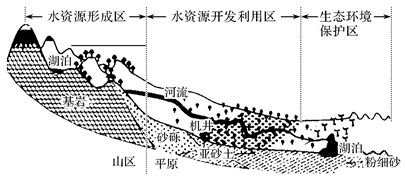 水资源形成区
水资源开发利用区
生态环境
保护区
湖泊
基岩
河流
机井
砂砾
亚砂土
湖泊
山区
平原
粉细砂